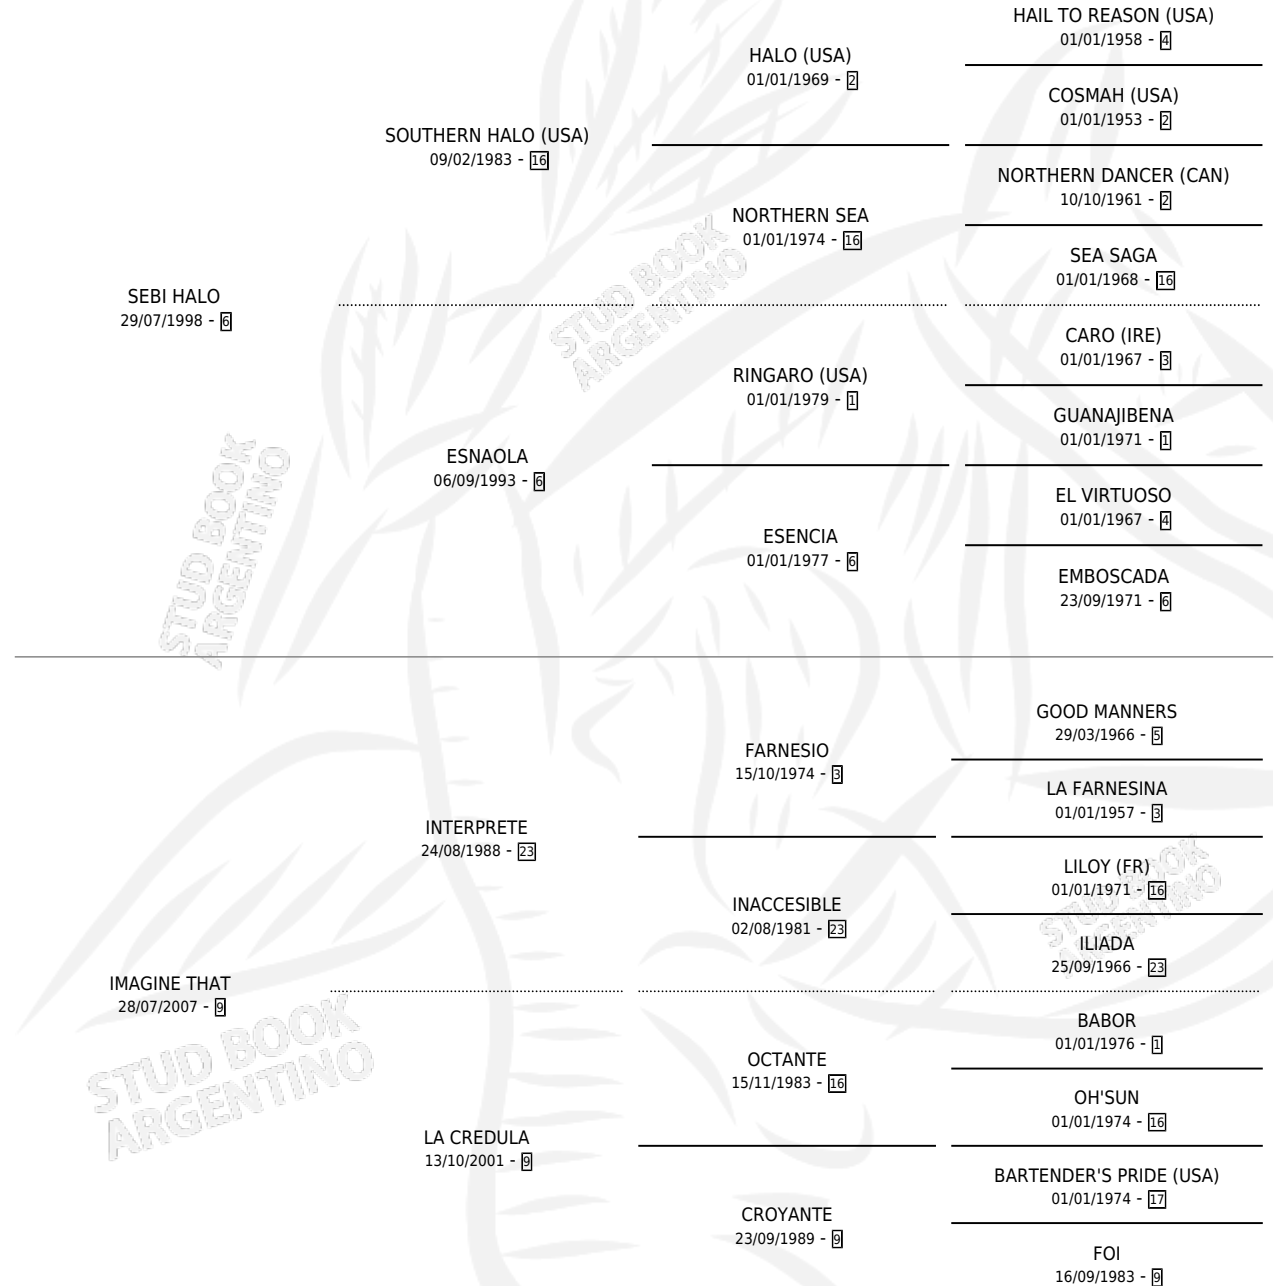 HAIL TO REASON (USA)
01/01/1958 - 4
HALO (USA)
01/01/1969 - 2
COSMAH (USA)
01/01/1953 - 2
SOUTHERN HALO (USA)
09/02/1983 - 16
NORTHERN DANCER (CAN)
10/10/1961 - 2
NORTHERN SEA
01/01/1974 - 16
SEA SAGA
01/01/1968 - 16
SEBI HALO
29/07/1998 - 6
CARO (IRE)
01/01/1967 - 3
RINGARO (USA)
01/01/1979 - 1
GUANAJIBENA
01/01/1971 - 1
ESNAOLA
06/09/1993 - 6
EL VIRTUOSO
01/01/1967 - 4
ESENCIA
01/01/1977 - 6
EMBOSCADA
23/09/1971 - 6
GOOD MANNERS
29/03/1966 - 5
FARNESIO
15/10/1974 - 3
LA FARNESINA
01/01/1957 - 3
INTERPRETE
24/08/1988 - 23
LILOY (FR)
01/01/1971 - 16
INACCESIBLE
02/08/1981 - 23
ILIADA
25/09/1966 - 23
IMAGINE THAT
28/07/2007 - 9
BABOR
01/01/1976 - 1
OCTANTE
15/11/1983 - 16
OH'SUN
01/01/1974 - 16
LA CREDULA
13/10/2001 - 9
BARTENDER'S PRIDE (USA)
01/01/1974 - 17
CROYANTE
23/09/1989 - 9
FOI
16/09/1983 - 9
STUD BOOK
ARGENTINO
STUD BOOK
ARGENTINO
STUD BOOK
ARGENTINO
STUD BOOK
ARGENTINO